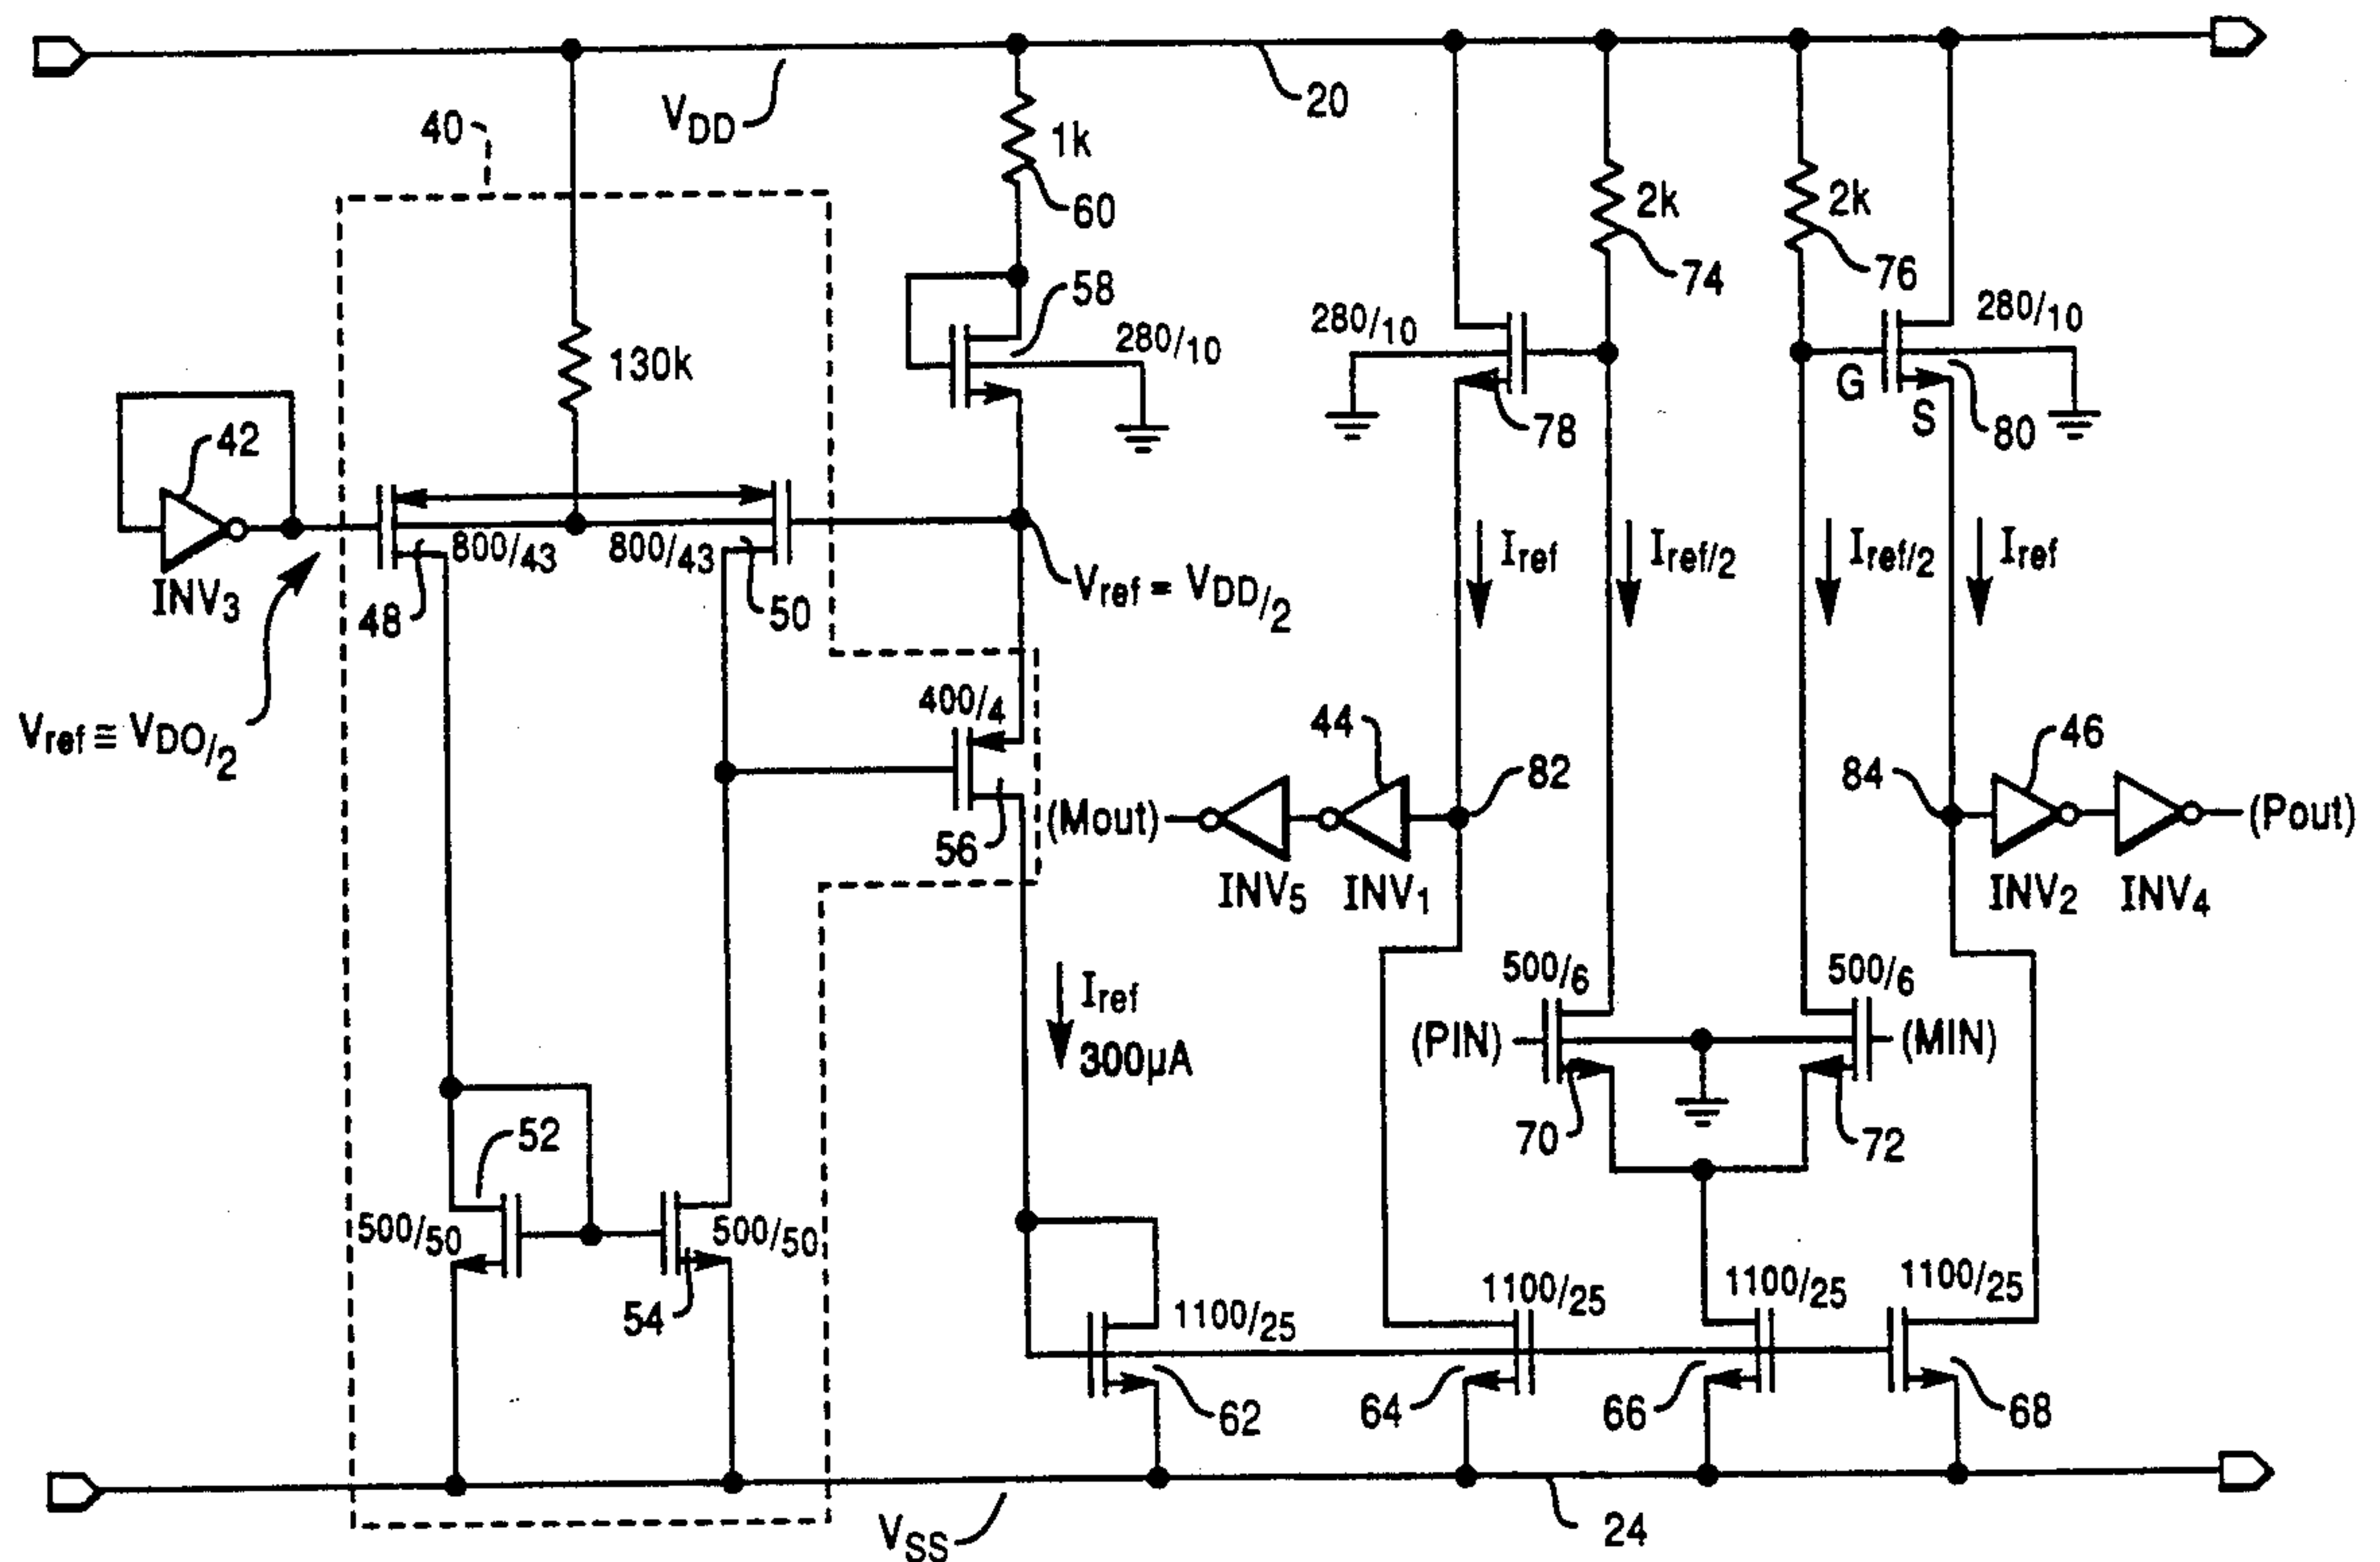 20
V_DD
40
1k
60
2k
74
2k
76
58
280/10
280/10
280/10
G
S
78
80
130k
42
INV3
800/43
800/43
48
50
Vref = VDD/2
Iref
Iref/2
Iref/2
Iref
Vref ≅ VDO/2
400/4
56
44
82
84
46
(Mout)
(Pout)
INV5
INV1
INV2
INV4
Iref
300μA
500/6
500/6
(PIN)
(MIN)
70
72
52
500/50
500/50
54
1100/25
1100/25
1100/25
1100/25
62
64
66
68
VSS
24